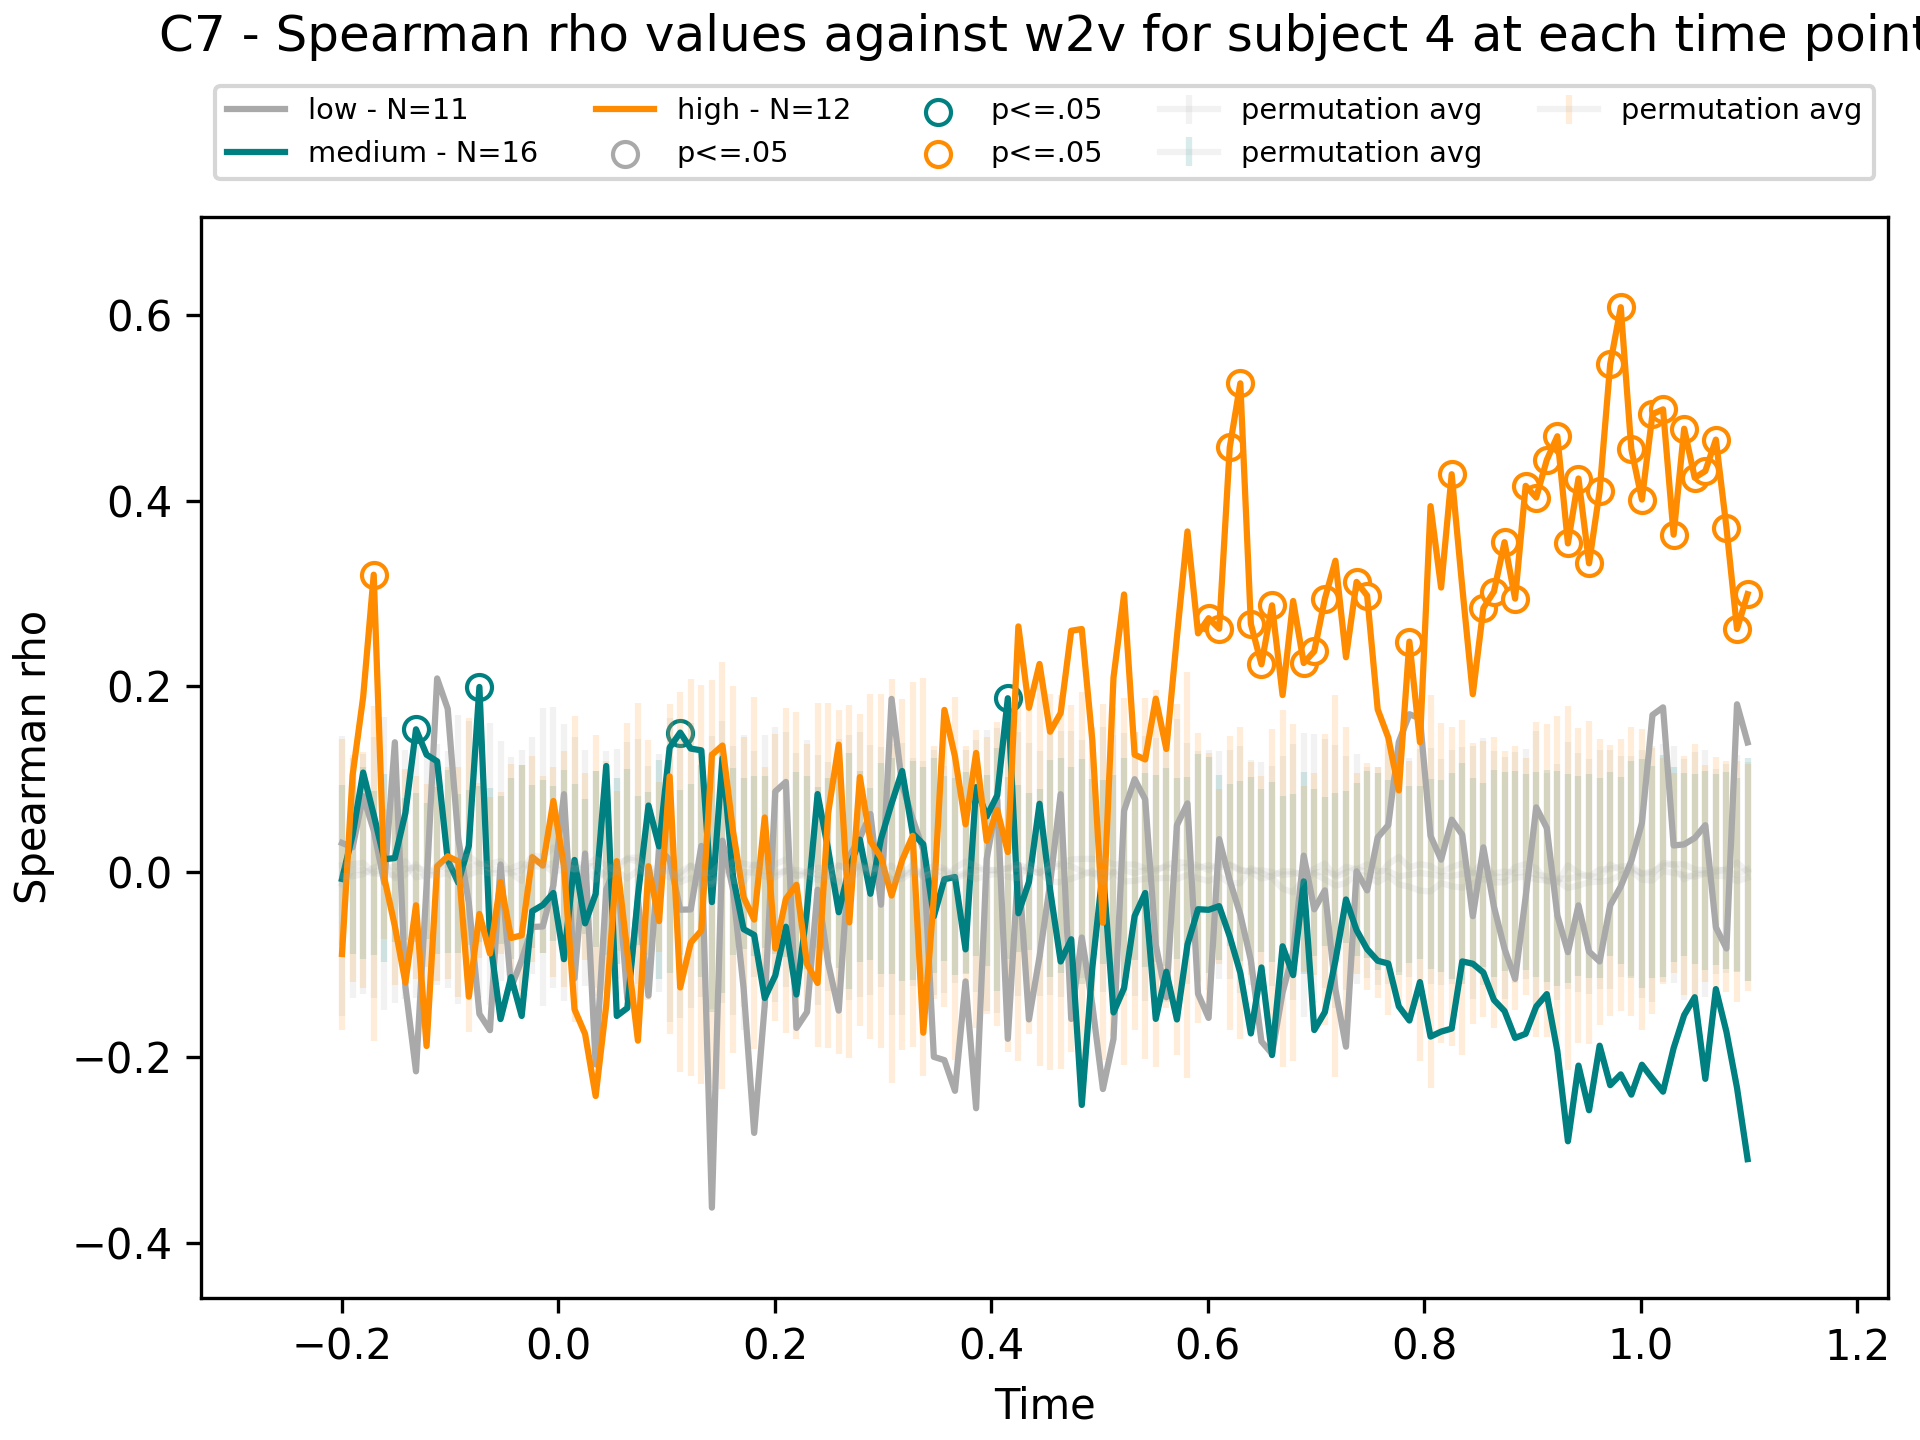 C7 - Spearman rho values against w2v for subject 4 at each time point
low - N=11
medium - N=16
high - N=12
p<=.05
p<=.05
p<=.05
permutation avg
permutation avg
permutation avg
Spearman rho
0.6
0.4
0.2
0.0
−0.2
−0.4
−0.2 0.0 0.2 0.4 0.6 0.8 1.0 1.2
Time